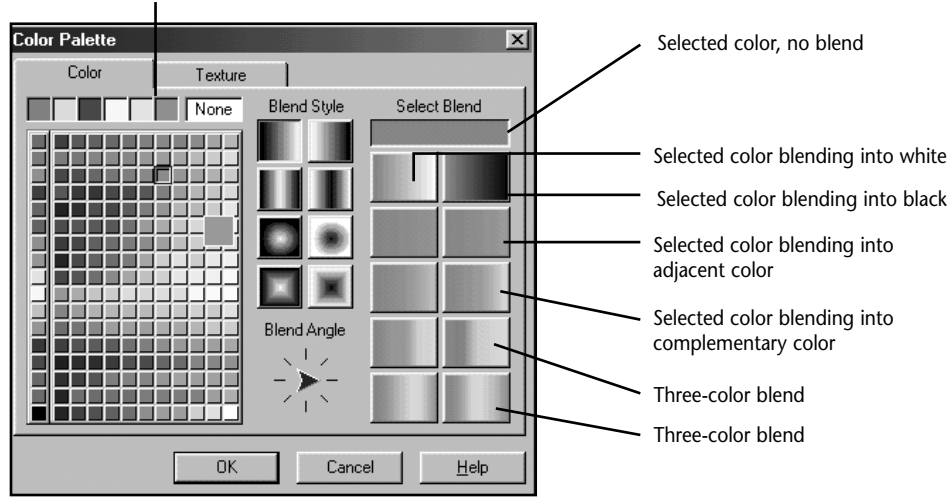 Color Palette
Color
Texture
None
Blend Style
Select Blend
Blend Angle
OK
Cancel
Help
Selected color, no blend
Selected color blending into white
Selected color blending into black
Selected color blending into
adjacent color
Selected color blending into
complementary color
Three-color blend
Three-color blend